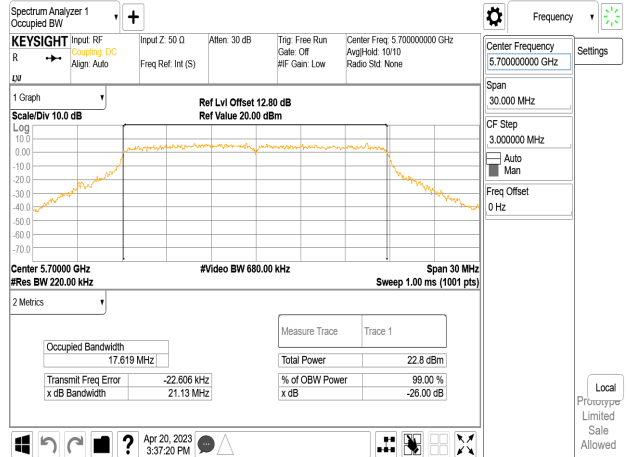 Spectrum Analyzer 1
Occupied BW
KEYSIGHT
R
Input: RF
Coupling: DC
Align: Auto
Input Z: 50 Ω
Freq Ref: Int (S)
Atten: 30 dB
Trig: Free Run
Gate: Off
#IF Gain: Low
Center Freq: 5.700000000 GHz
Avg|Hold: 10/10
Radio Std: None
1 Graph
Scale/Div 10.0 dB
Ref Lvl Offset 12.80 dB
Ref Value 20.00 dBm
Log
10.0
0.00
-10.0
-20.0
-30.0
-40.0
-50.0
-60.0
-70.0
Center 5.70000 GHz
#Video BW 680.00 kHz
Span 30 MHz
#Res BW 220.00 kHz
Sweep 1.00 ms (1001 pts)
2 Metrics
Measure Trace Trace 1
Occupied Bandwidth
17.619 MHz
Total Power 22.8 dBm
Transmit Freq Error -22.606 kHz
% of OBW Power 99.00 %
x dB Bandwidth 21.13 MHz
x dB -26.00 dB
Apr 20, 2023
3:37:20 PM
?
Frequency
Settings
Center Frequency
5.700000000 GHz
Span
30.000 MHz
CF Step
3.000000 MHz
Auto
Man
Freq Offset
0 Hz
Local
Prototype
Limited
Sale
Allowed